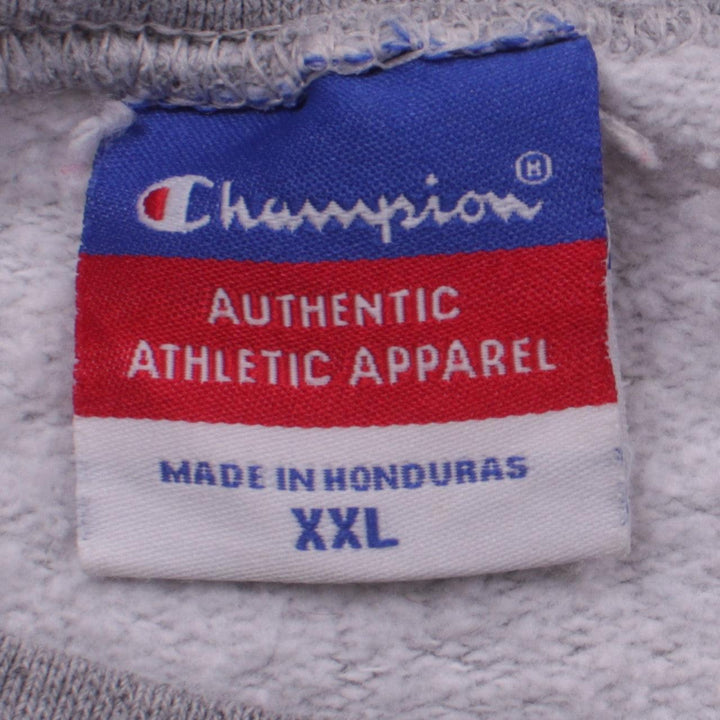 Champion®
AUTHENTIC
ATHLETIC APPAREL
MADE IN HONDURAS
XXL